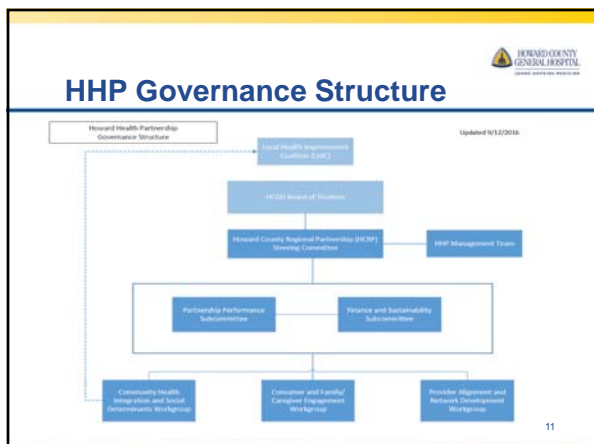 HOWARD COUNTY
GENERAL HOSPITAL
JOHNS HOPKINS MEDICINE
HHP Governance Structure
Howard Health Partnership
Governance Structure
Updated 9/12/2016
Local Health Improvement
Coalition (LHIC)
HCGH Board of Trustees
Howard County Regional Partnership (HCRP)
Steering Committee
HHP Management Team
Partnership Performance
Subcommittee
Finance and Sustainability
Subcommittee
Community Health
Integration and Social
Determinants Workgroup
Consumer and Family/
Caregiver Engagement
Workgroup
Provider Alignment and
Network Development
Workgroup
11